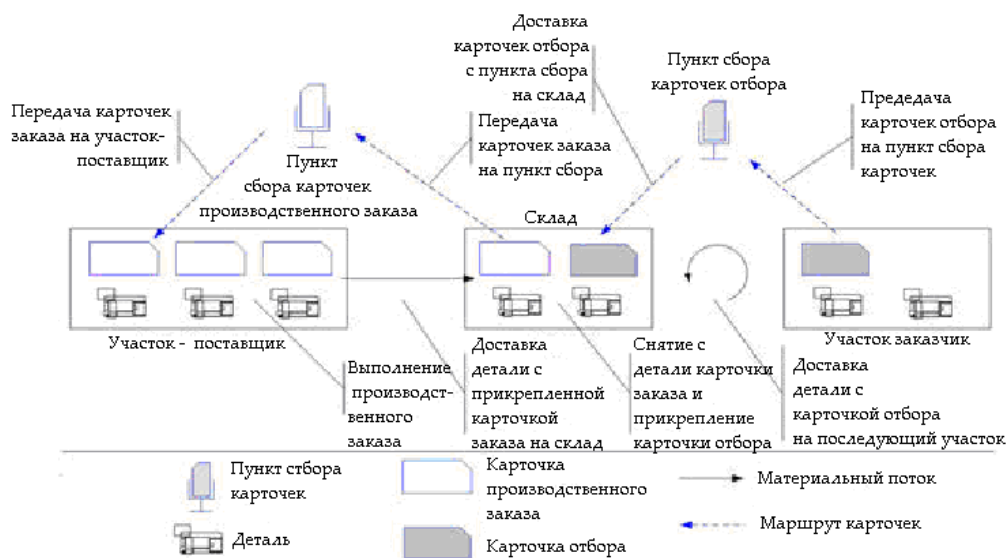 Доставка
карточек отбора
с пункта сбора
на склад
Пункт сбора
карточек отбора
Передача карточек
заказа на участок-
поставщик
Пункт
сбора карточек
производственного заказа
Передача
карточек заказа
на пункт сбора
Предедача
карточек отбора
на пункт сбора
карточек
Склад
Участок - поставщик
Участок заказчик
Выполнение
производст-
венного
заказа
Доставка
детали с
прикрепленной
карточкой
заказа на склад
Снятие с
детали карточки
заказа и
прикрепление
карточки отбора
Доставка
детали с
карточкой отбора
на последующий участок
Пункт стбора
карточек
Деталь
Карточка
производственного
заказа
Карточка отбора
Материальный поток
Маршрут карточек